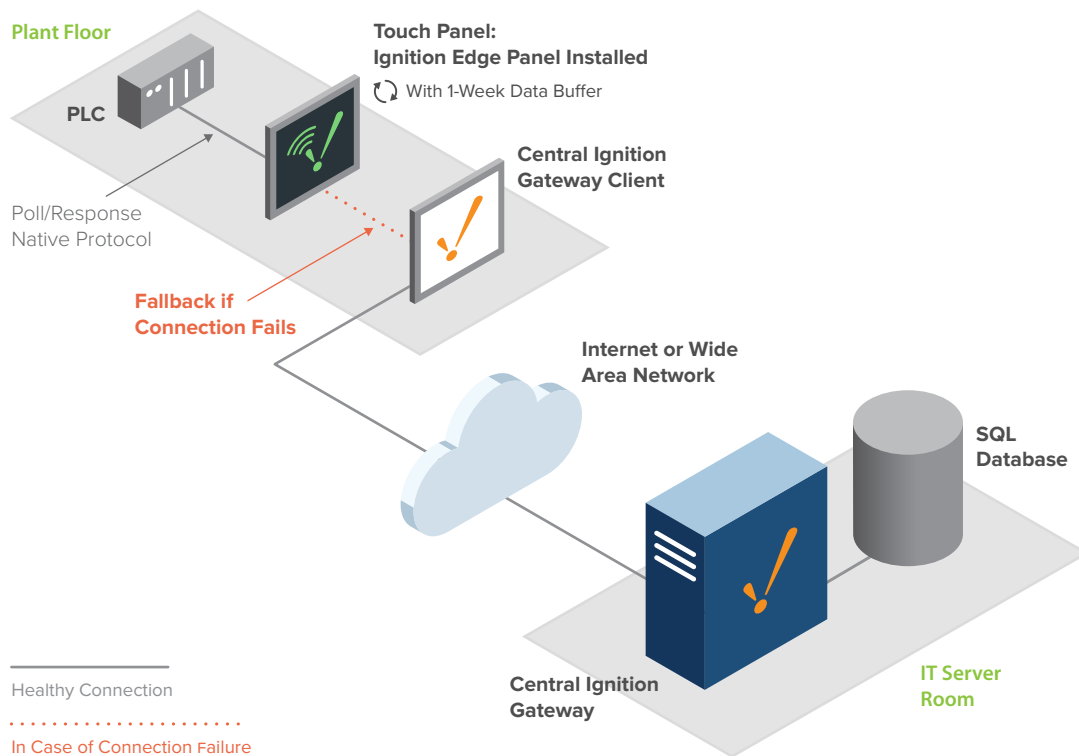 Plant Floor
Touch Panel:
Ignition Edge Panel Installed
With 1-Week Data Buffer
PLC
Central Ignition
Gateway Client
Poll/Response
Native Protocol
Fallback if
Connection Fails
Internet or Wide
Area Network
SQL
Database
Central Ignition
Gateway
IT Server
Room
Healthy Connection
In Case of Connection Failure